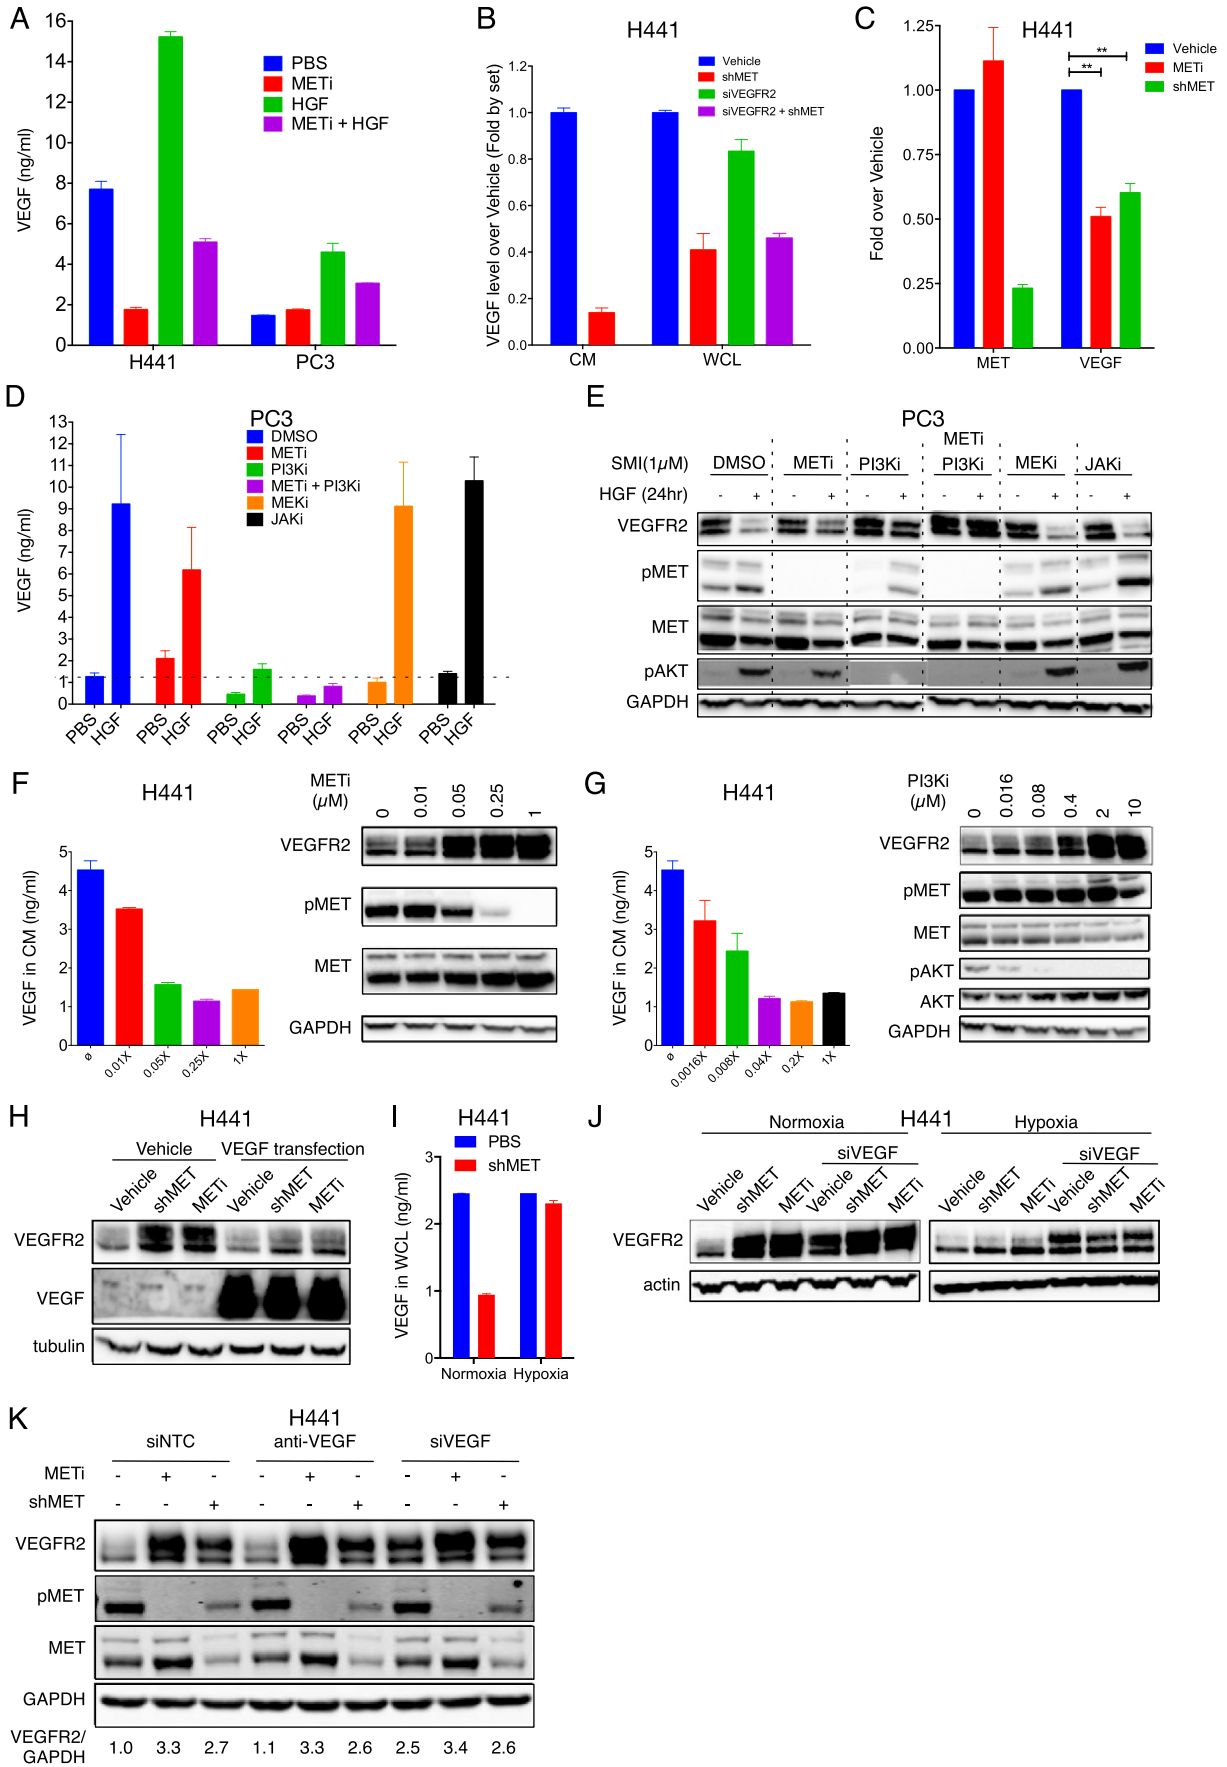 A
16
14
12
10
8
6
4
2
0
VEGF (ng/ml)
PBS
METi
HGF
METi + HGF
H441
PC3
B
H441
1.2
1.0
0.8
0.6
0.4
0.2
0.0
VEGF level over Vehicle (Fold by set)
Vehicle
shMET
siVEGFR2
siVEGFR2 + shMET
CM
WCL
C
H441
1.25
1.00
0.75
0.50
0.25
0.00
Fold over Vehicle
Vehicle
METi
shMET
**
**
MET
VEGF
D
PC3
13
12
11
10
9
8
7
6
5
4
3
2
1
0
VEGF (ng/ml)
DMSO
METi
PI3Ki
METi + PI3Ki
MEKi
JAKi
PBS HGF PBS HGF PBS HGF PBS HGF PBS HGF PBS HGF
E
PC3
METi
SMI(1µM) DMSO METi PI3Ki PI3Ki MEKi JAKi
HGF (24hr) - + - + - + - + - + - +
VEGFR2
pMET
MET
pAKT
GAPDH
F
H441
5
4
3
2
1
0
VEGF in CM (ng/ml)
ø 0.01X 0.05X 0.25X 1X
METi
(µM)
0 0.01 0.05 0.25 1
VEGFR2
pMET
MET
GAPDH
G
H441
5
4
3
2
1
0
VEGF in CM (ng/ml)
ø 0.0016X 0.008X 0.04X 0.2X 1X
PI3Ki
(µM)
0 0.016 0.08 0.4 2 10
VEGFR2
pMET
MET
pAKT
AKT
GAPDH
H
H441
Vehicle VEGF transfection
Vehicle shMET METi Vehicle shMET METi
VEGFR2
VEGF
tubulin
I
H441
PBS
shMET
3
2
1
0
VEGF in WCL (ng/ml)
Normoxia Hypoxia
J
H441
Normoxia Hypoxia
siVEGF siVEGF
Vehicle shMET METi Vehicle shMET METi Vehicle shMET METi Vehicle shMET METi
VEGFR2
actin
K
H441
siNTC anti-VEGF siVEGF
METi - + - - + - - + -
shMET - - + - - + - - +
VEGFR2
pMET
MET
GAPDH
VEGFR2/
GAPDH
1.0 3.3 2.7 1.1 3.3 2.6 2.5 3.4 2.6